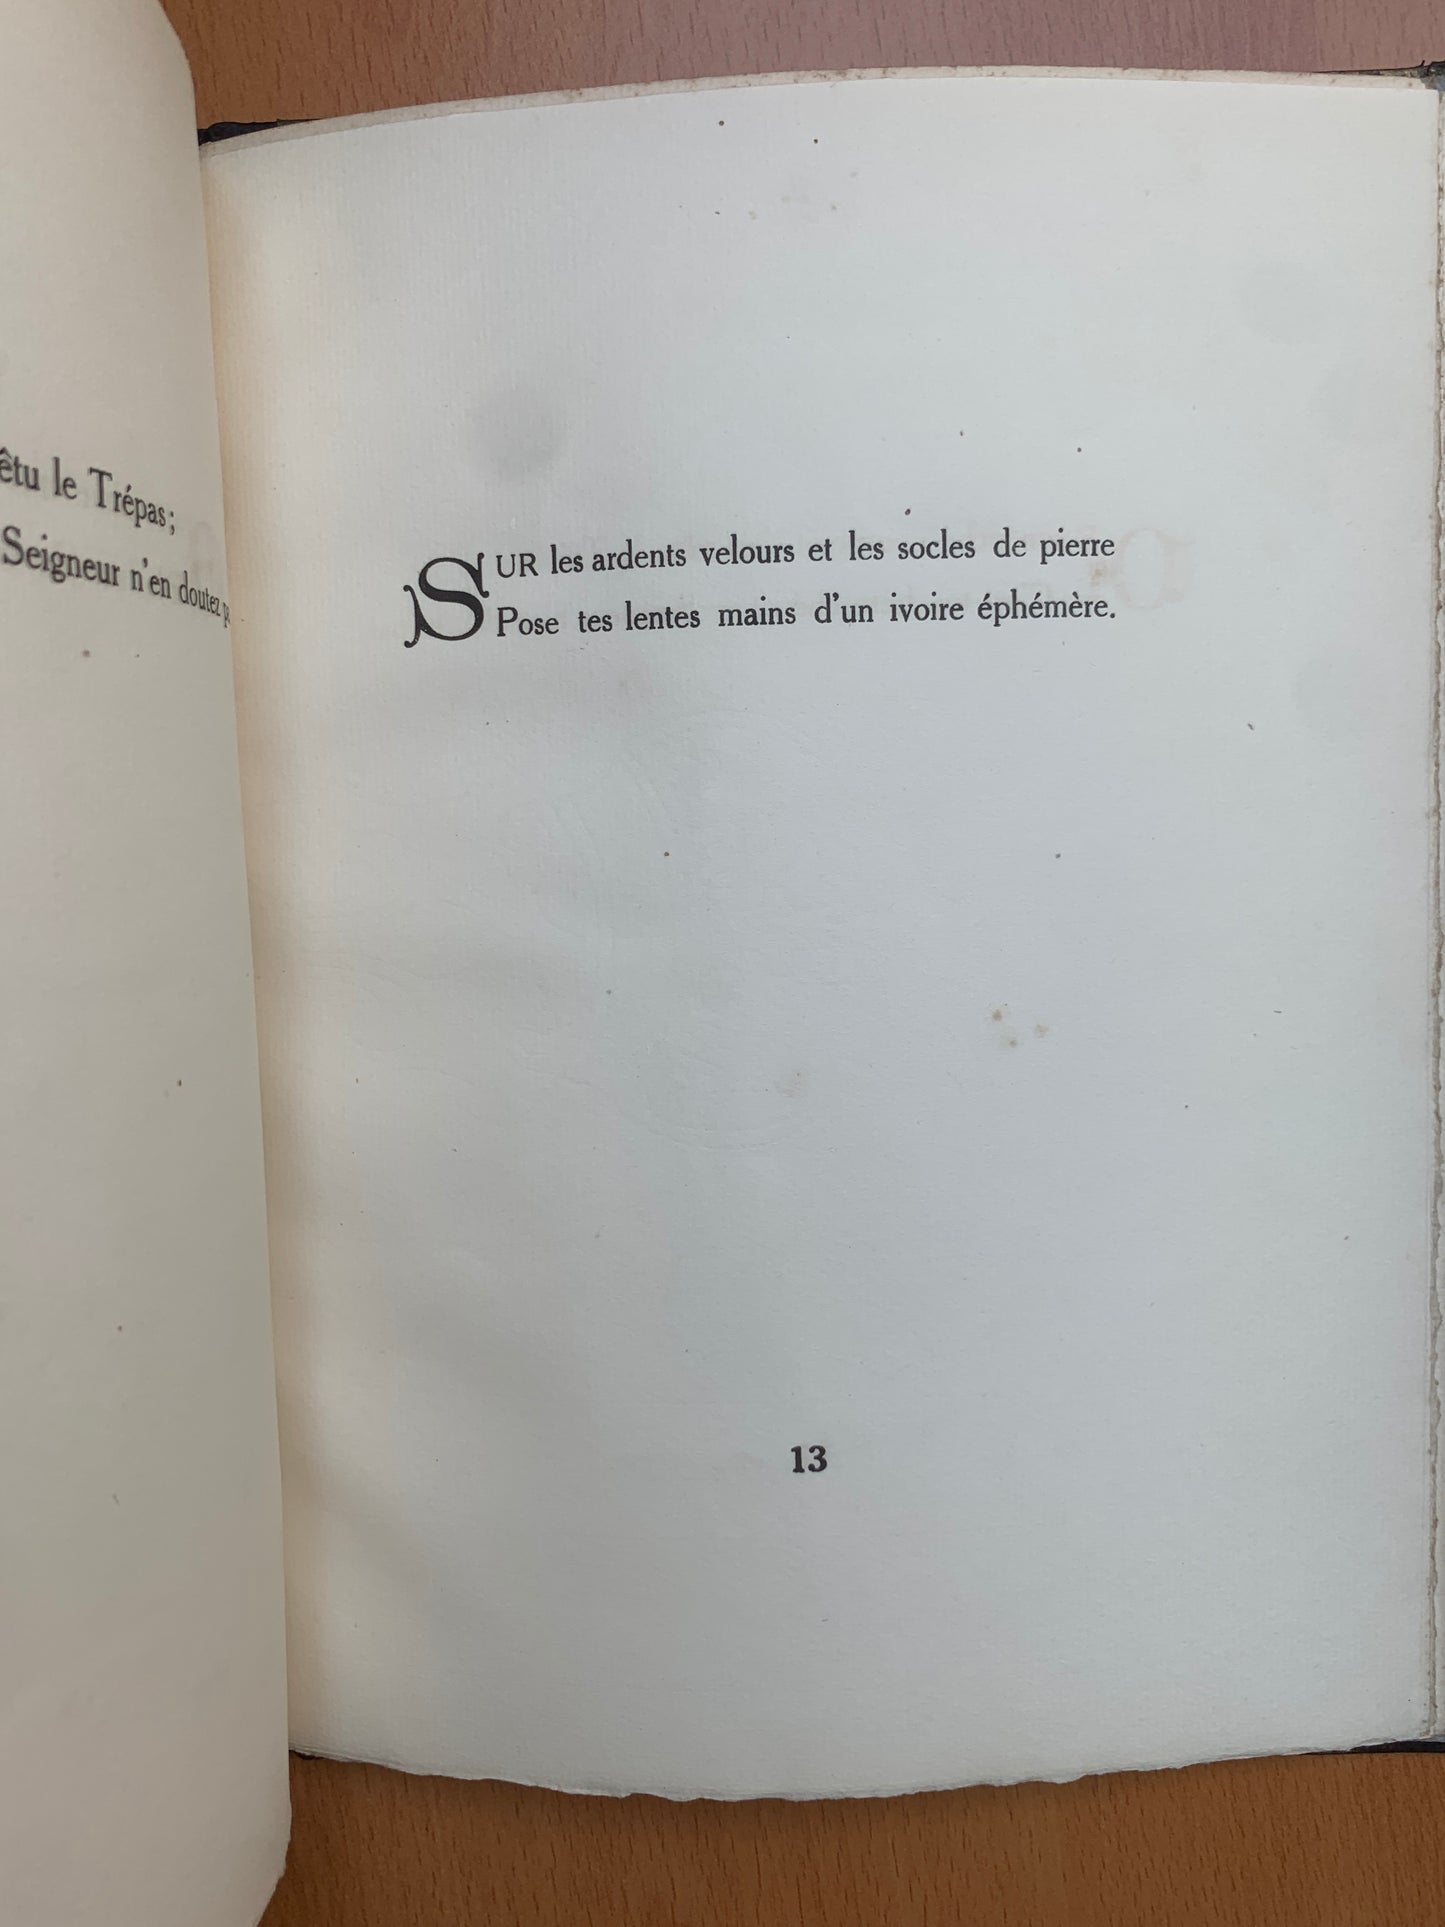 le Trépas;
Seigneur n'en doutez
SUR les ardents velours et les socles de pierre
Pose tes lentes mains d'un ivoire éphémère.
13